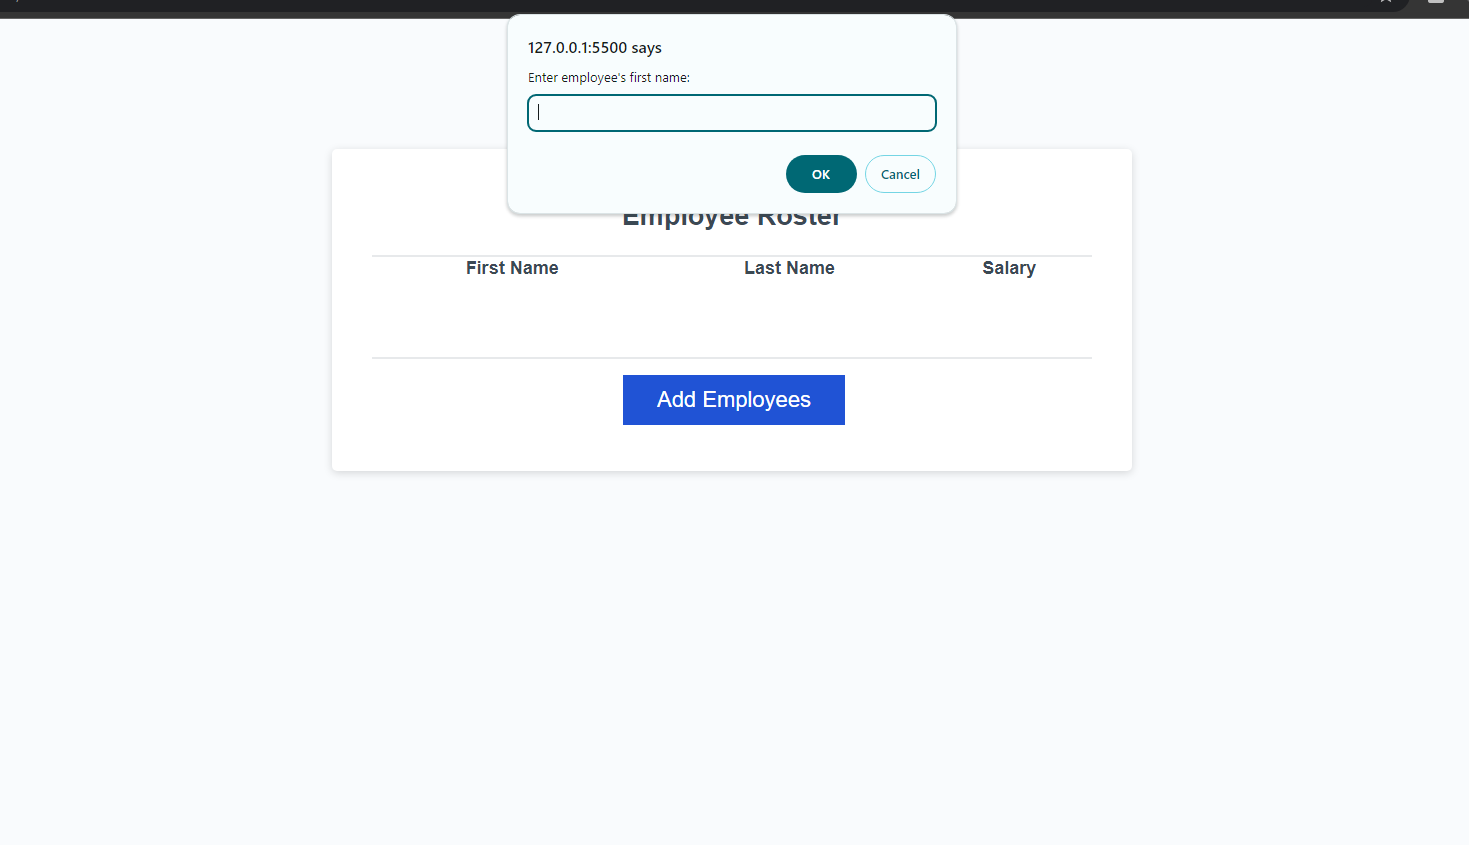 127.0.0.1:5500 says
Enter employee's first name:
OK Cancel
Employee Roster
First Name Last Name Salary
Add Employees